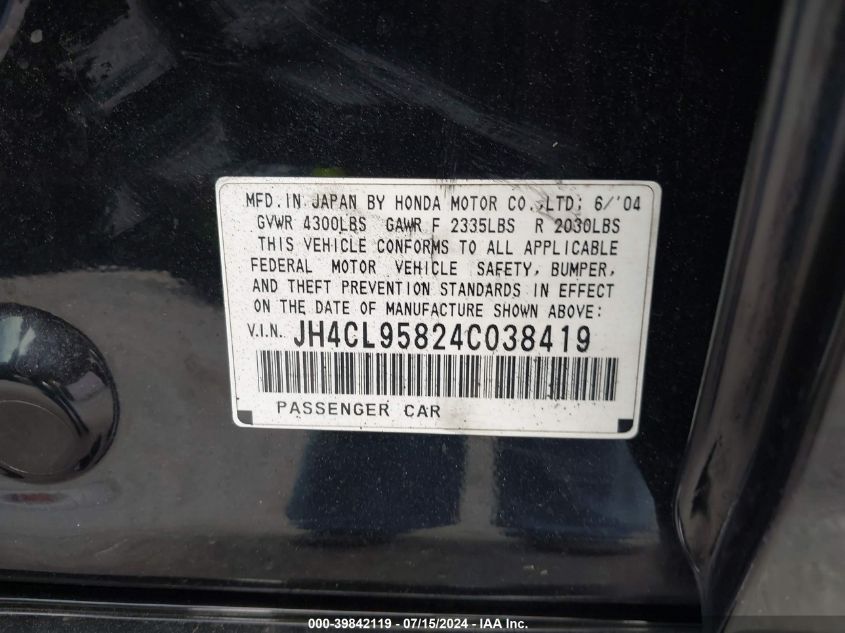 MFD. IN JAPAN BY HONDA MOTOR CO., LTD; 6/'04
GVWR 4300LBS GAWR F 2335LBS R 2030LBS
THIS VEHICLE CONFORMS TO ALL APPLICABLE
FEDERAL MOTOR VEHICLE SAFETY, BUMPER,
AND THEFT PREVENTION STANDARDS IN EFFECT
ON THE DATE OF MANUFACTURE SHOWN ABOVE:
V.I.N. JH4CL95824C038419
PASSENGER CAR
000-39842119 - 07/15/2024 - IAA Inc.